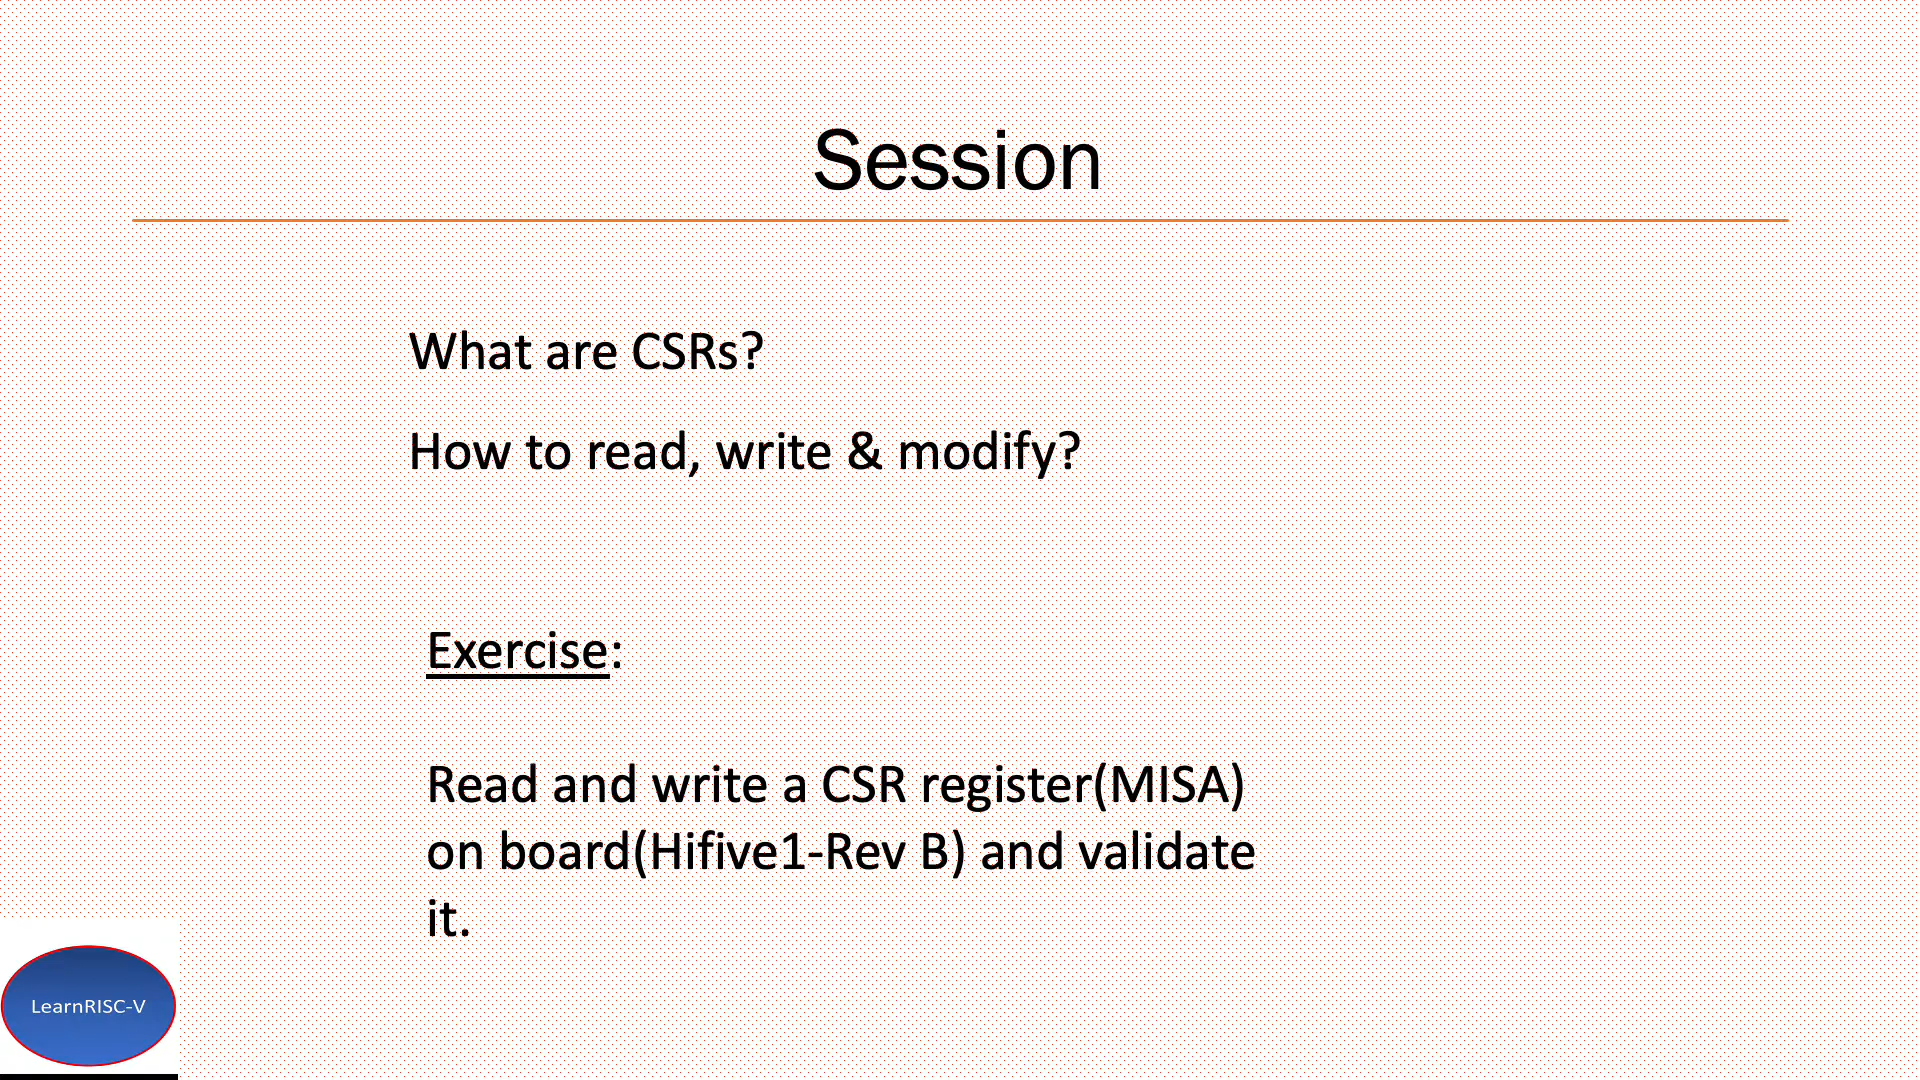 Session
What are CSRs?
How to read, write & modify?
Exercise:
Read and write a CSR register(MISA)
on board(Hifive1-Rev B) and validate
it.
LearnRISC-V